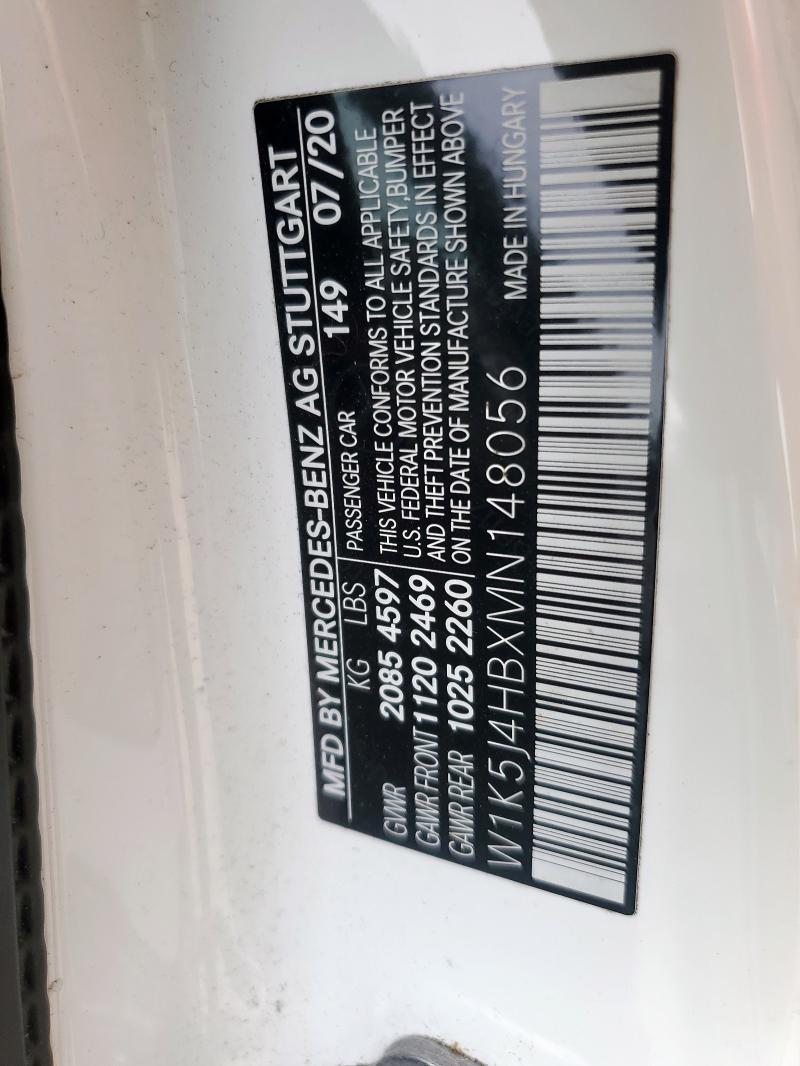 MFD BY MERCEDES-BENZ AG STUTTGART
KG LBS 149 07/20
PASSENGER CAR
GVWR 2085 4597 THIS VEHICLE CONFORMS TO ALL APPLICABLE
GAWR FRONT 1120 2469 U.S. FEDERAL MOTOR VEHICLE SAFETY, BUMPER
AND THEFT PREVENTION STANDARDS IN EFFECT
GAWR REAR 1025 2260 ON THE DATE OF MANUFACTURE SHOWN ABOVE
W1K5J4HBXMN148056 MADE IN HUNGARY